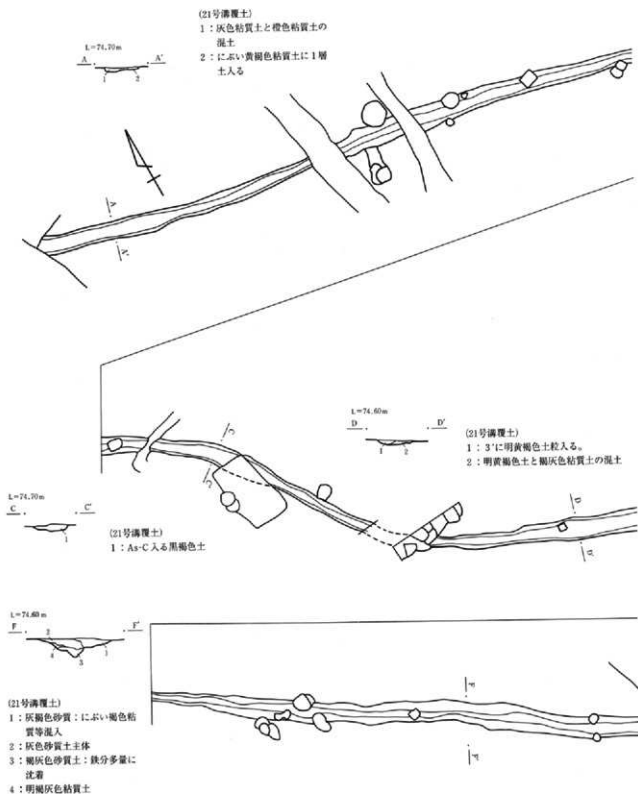 (21号溝覆土)
1：灰色粘質土と橙色粘質土の
混土
2：にぶい黄褐色粘質土に1層
土入る
L=74.70m
A A'
1 2
A
A'
L=74.60m
D D'
1 2
(21号溝覆土)
1：3'に明黄褐色土粒入る。
2：明黄褐色土と褐灰色粘質土の混土
C'
C
D
D'
L=74.70m
C C'
1
(21号溝覆土)
1：As-C入る黒褐色土
L=74.60m
F F'
2
4 3 1
F
F'
(21号溝覆土)
1：灰褐色砂質：にぶい褐色粘
質等混入
2：灰色砂質土主体
3：褐灰色砂質土：鉄分多量に
沈着
4：明褐灰色粘質土